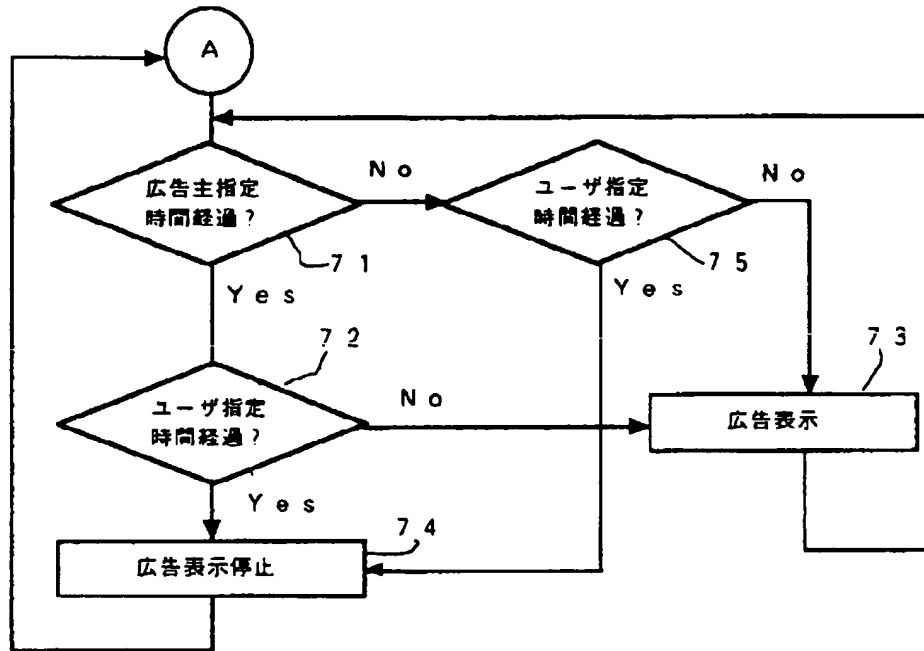 A
広告主指定
時間経過?
No
71
Yes
ユーザ指定
時間経過?
No
75
Yes
72
ユーザ指定
時間経過?
No
Yes
73
広告表示
74
広告表示停止